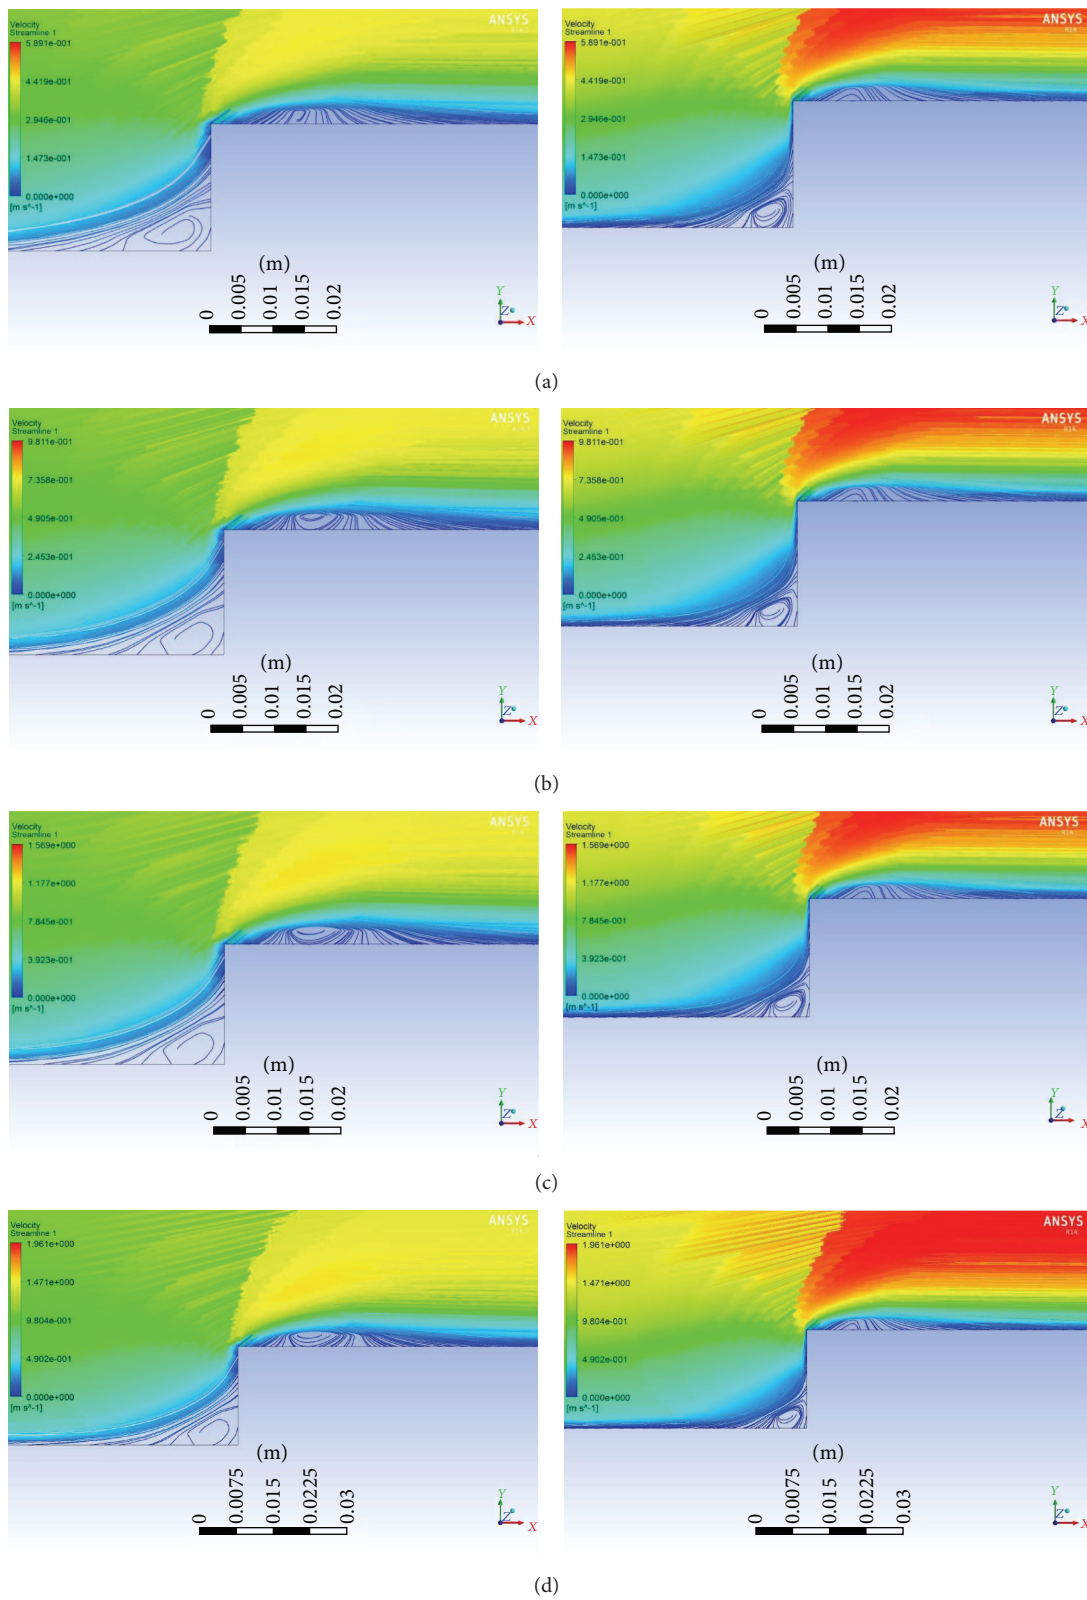 Velocity
Streamline 1
5.891e-001
4.419e-001
2.946e-001
1.473e-001
0.000e+000
[m s^-1]
ANSYS
(m)
0
0.005
0.01
0.015
0.02
Y
Z
X
Velocity
Streamline 1
5.891e-001
4.419e-001
2.946e-001
1.473e-001
0.000e+000
[m s^-1]
ANSYS
(m)
0
0.005
0.01
0.015
0.02
Y
Z
X
(a)
Velocity
Streamline 1
9.811e-001
7.358e-001
4.905e-001
2.453e-001
0.000e+000
[m s^-1]
ANSYS
(m)
0
0.005
0.01
0.015
0.02
Y
Z
X
Velocity
Streamline 1
9.811e-001
7.358e-001
4.905e-001
2.453e-001
0.000e+000
[m s^-1]
ANSYS
R14
(m)
0
0.005
0.01
0.015
0.02
Y
Z
X
(b)
Velocity
Streamline 1
1.569e+000
1.177e+000
7.845e-001
3.923e-001
0.000e+000
[m s^-1]
ANSYS
(m)
0
0.005
0.01
0.015
0.02
Y
Z
X
Velocity
Streamline 1
1.569e+000
1.177e+000
7.845e-001
3.923e-001
0.000e+000
[m s^-1]
ANSYS
(m)
0
0.005
0.01
0.015
0.02
Y
Z
X
(c)
Velocity
Streamline 1
1.961e+000
1.471e+000
9.804e-001
4.902e-001
0.000e+000
[m s^-1]
ANSYS
(m)
0
0.0075
0.015
0.0225
0.03
Y
Z
X
Velocity
Streamline 1
1.961e+000
1.471e+000
9.804e-001
4.902e-001
0.000e+000
[m s^-1]
ANSYS
R14
(m)
0
0.0075
0.015
0.0225
0.03
Y
Z
X
(d)